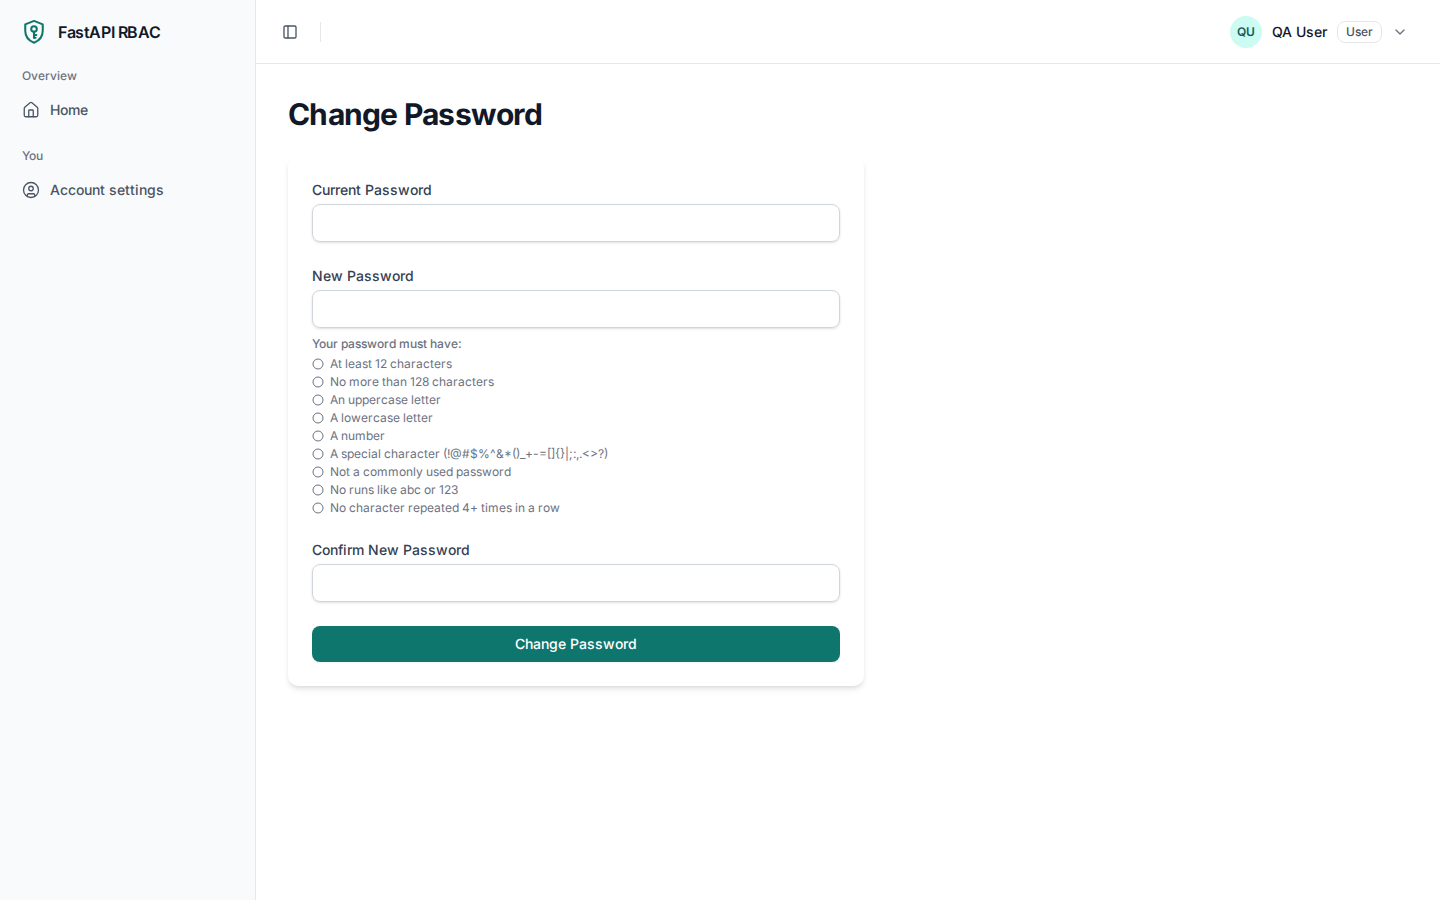 FastAPI RBAC
Overview
Home
You
Account settings
QU
QA User
User
Change Password
Current Password
New Password
Your password must have:
At least 12 characters
No more than 128 characters
An uppercase letter
A lowercase letter
A number
A special character (!@#$%^&*()_+-=[]{}|;:,.<>?)
Not a commonly used password
No runs like abc or 123
No character repeated 4+ times in a row
Confirm New Password
Change Password